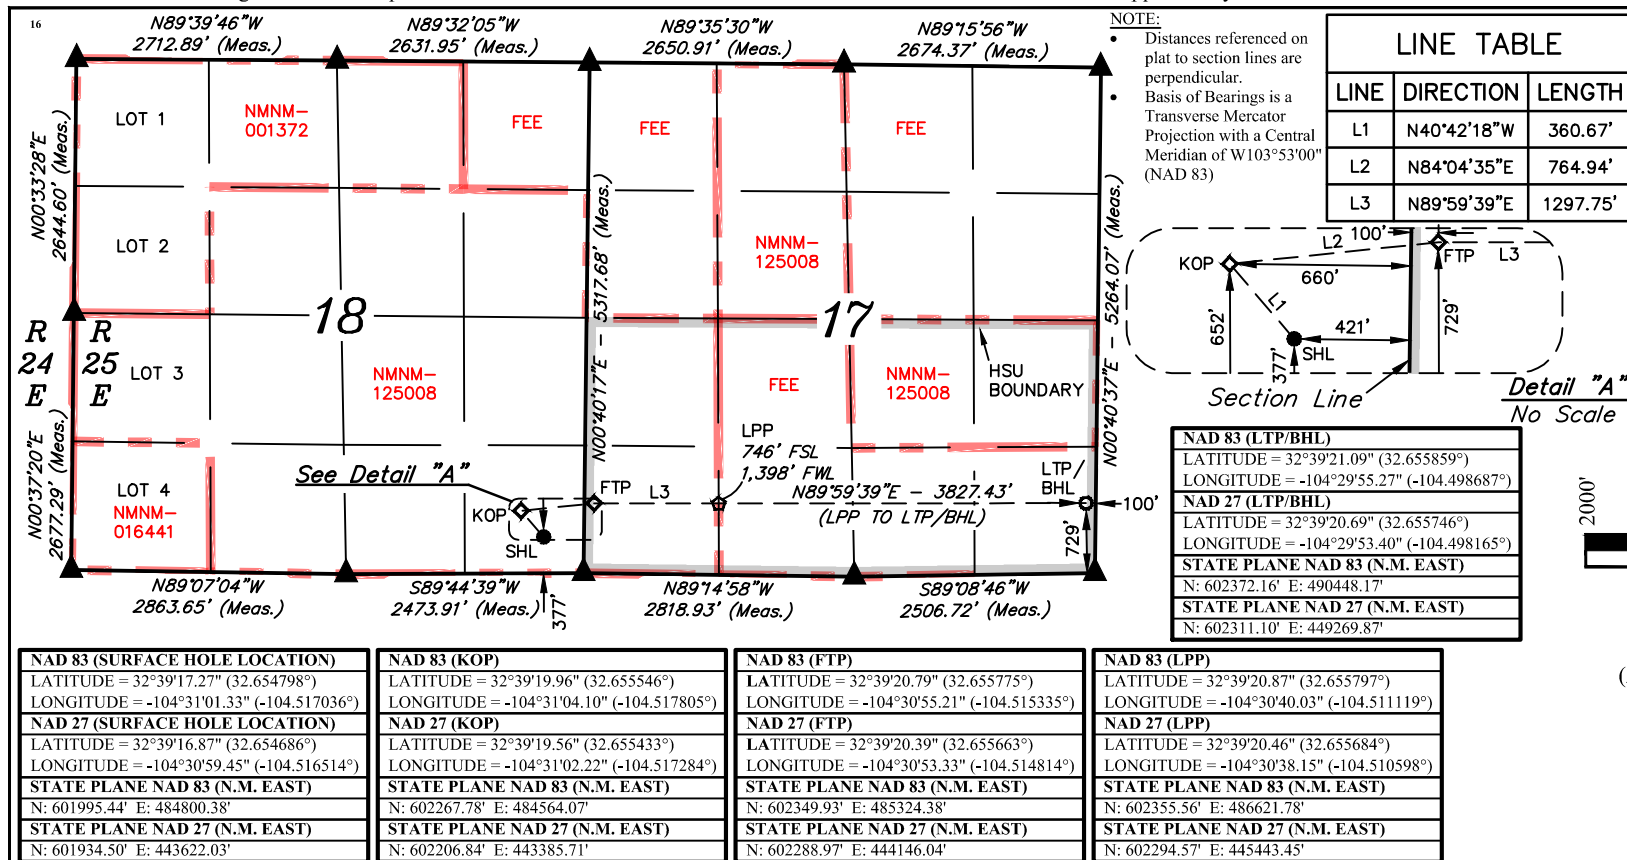 16
N89°39'46"W
2712.89' (Meas.)
N89°32'05"W
2631.95' (Meas.)
N89°35'30"W
2650.91' (Meas.)
N89°15'56"W
2674.37' (Meas.)
NOTE:
• Distances referenced on
plat to section lines are
perpendicular.
• Basis of Bearings is a
Transverse Mercator
Projection with a Central
Meridian of W103°53'00"
(NAD 83)
LINE TABLE
LINE DIRECTION LENGTH
L1 N40°42'18"W 360.67'
L2 N84°04'35"E 764.94'
L3 N89°59'39"E 1297.75'
LOT 1
NMNM-
001372
FEE
FEE
FEE
N00°33'28"E
2644.60' (Meas.)
LOT 2
NMNM-
125008
18
17
N00°40'17"E - 5317.68' (Meas.)
N00°40'37"E - 5264.07' (Meas.)
R
24
E
R
25
E
LOT 3
NMNM-
125008
FEE
NMNM-
125008
HSU
BOUNDARY
N00°37'20"E
2677.29' (Meas.)
LOT 4
NMNM-
016441
See Detail "A"
KOP
SHL
FTP
L3
LPP
746' FSL
1,398' FWL
N89°59'39"E - 3827.43'
(LPP TO LTP/BHL)
LTP/
BHL
100'
729'
377'
N89°07'04"W
2863.65' (Meas.)
S89°44'39"W
2473.91' (Meas.)
N89°14'58"W
2818.93' (Meas.)
S89°08'46"W
2506.72' (Meas.)
100'
L2
FTP
L3
KOP
660'
L1
421'
SHL
652'
377'
729'
Section Line
Detail "A"
No Scale
2000'
NAD 83 (LTP/BHL)
LATITUDE = 32°39'21.09" (32.655859°)
LONGITUDE = -104°29'55.27" (-104.498687°)
NAD 27 (LTP/BHL)
LATITUDE = 32°39'20.69" (32.655746°)
LONGITUDE = -104°29'53.40" (-104.498165°)
STATE PLANE NAD 83 (N.M. EAST)
N: 602372.16' E: 490448.17'
STATE PLANE NAD 27 (N.M. EAST)
N: 602311.10' E: 449269.87'
NAD 83 (SURFACE HOLE LOCATION)
LATITUDE = 32°39'17.27" (32.654798°)
LONGITUDE = -104°31'01.33" (-104.517036°)
NAD 27 (SURFACE HOLE LOCATION)
LATITUDE = 32°39'16.87" (32.654686°)
LONGITUDE = -104°30'59.45" (-104.516514°)
STATE PLANE NAD 83 (N.M. EAST)
N: 601995.44' E: 484800.38'
STATE PLANE NAD 27 (N.M. EAST)
N: 601934.50' E: 443622.03'
NAD 83 (KOP)
LATITUDE = 32°39'19.96" (32.655546°)
LONGITUDE = -104°31'04.10" (-104.517805°)
NAD 27 (KOP)
LATITUDE = 32°39'19.56" (32.655433°)
LONGITUDE = -104°31'02.22" (-104.517284°)
STATE PLANE NAD 83 (N.M. EAST)
N: 602267.78' E: 484564.07'
STATE PLANE NAD 27 (N.M. EAST)
N: 602206.84' E: 443385.71'
NAD 83 (FTP)
LATITUDE = 32°39'20.79" (32.655775°)
LONGITUDE = -104°30'55.21" (-104.515335°)
NAD 27 (FTP)
LATITUDE = 32°39'20.39" (32.655663°)
LONGITUDE = -104°30'53.33" (-104.514814°)
STATE PLANE NAD 83 (N.M. EAST)
N: 602349.93' E: 485324.38'
STATE PLANE NAD 27 (N.M. EAST)
N: 602288.97' E: 444146.04'
NAD 83 (LPP)
LATITUDE = 32°39'20.87" (32.655797°)
LONGITUDE = -104°30'40.03" (-104.511119°)
NAD 27 (LPP)
LATITUDE = 32°39'20.46" (32.655684°)
LONGITUDE = -104°30'38.15" (-104.510598°)
STATE PLANE NAD 83 (N.M. EAST)
N: 602355.56' E: 486621.78'
STATE PLANE NAD 27 (N.M. EAST)
N: 602294.57' E: 445443.45'